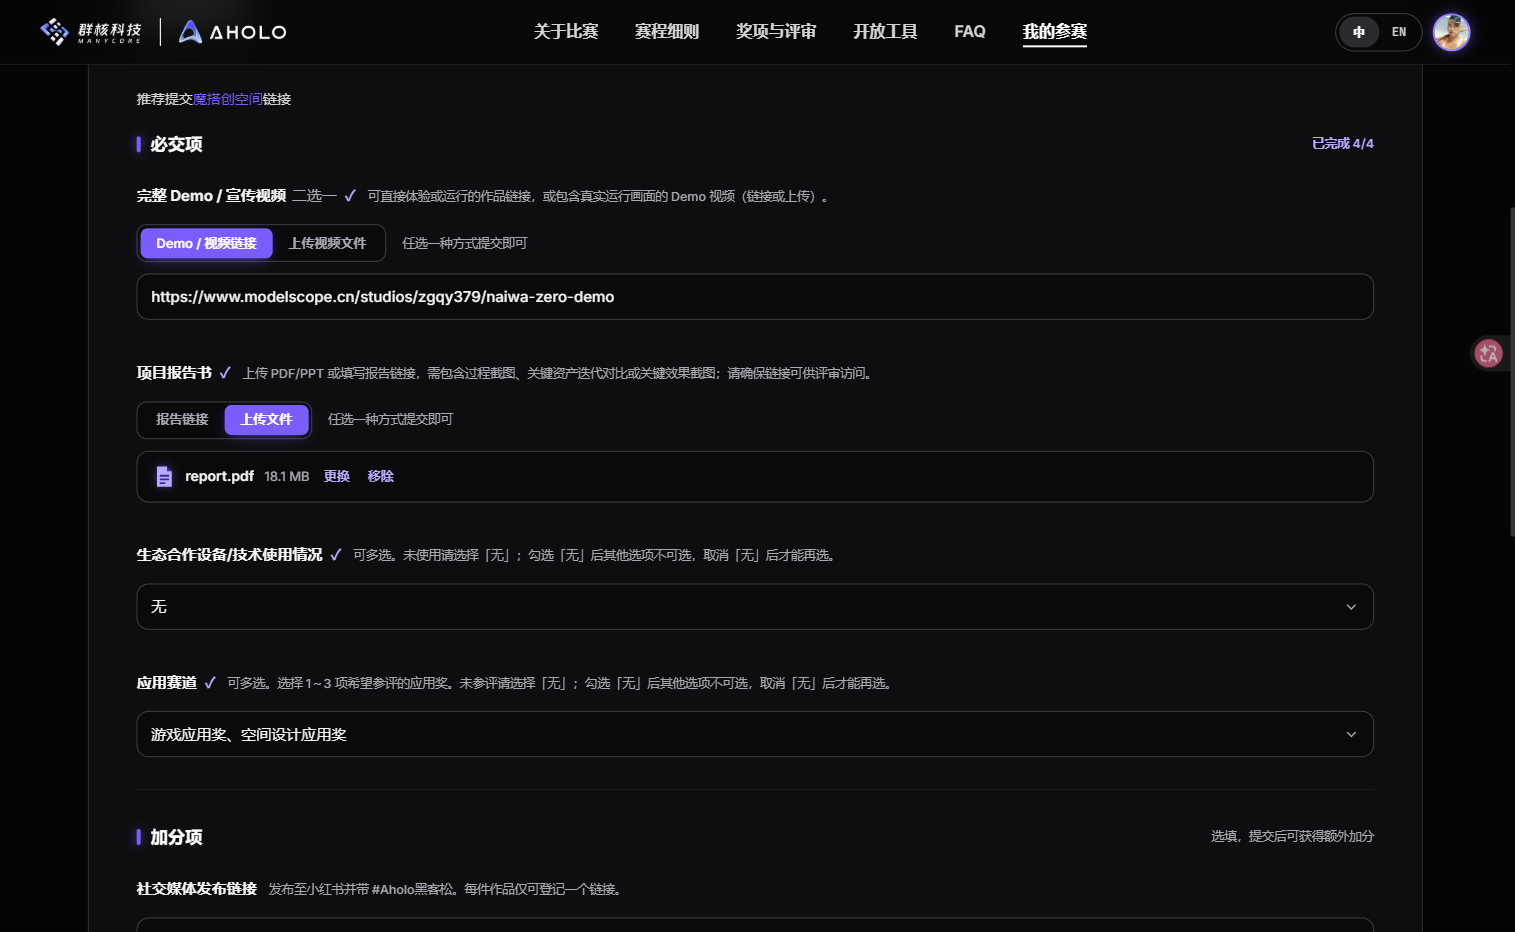 群核科技
MANYCORE
AHOLO
关于比赛
赛程细则
奖项与评审
开放工具
FAQ
我的参赛
中
EN
推荐提交魔搭创空间链接
必交项
已完成 4/4
完整 Demo / 宣传视频 二选一 ✓ 可直接体验或运行的作品链接，或包含真实运行画面的 Demo 视频（链接或上传）。
Demo / 视频链接
上传视频文件
任选一种方式提交即可
https://www.modelscope.cn/studios/zgqy379/naiwa-zero-demo
项目报告书 ✓ 上传 PDF/PPT 或填写报告链接，需包含过程截图、关键资产迭代对比或关键效果截图；请确保链接可供评审访问。
报告链接
上传文件
任选一种方式提交即可
report.pdf 18.1 MB 更换 移除
生态合作设备/技术使用情况 ✓ 可多选。未使用请选择「无」；勾选「无」后其他选项不可选，取消「无」后才能再选。
无
应用赛道 ✓ 可多选。选择 1～3 项希望参评的应用奖。未参评请选择「无」；勾选「无」后其他选项不可选，取消「无」后才能再选。
游戏应用奖、空间设计应用奖
加分项
选填，提交后可获得额外加分
社交媒体发布链接 发布至小红书并带 #Aholo黑客松。每件作品仅可登记一个链接。